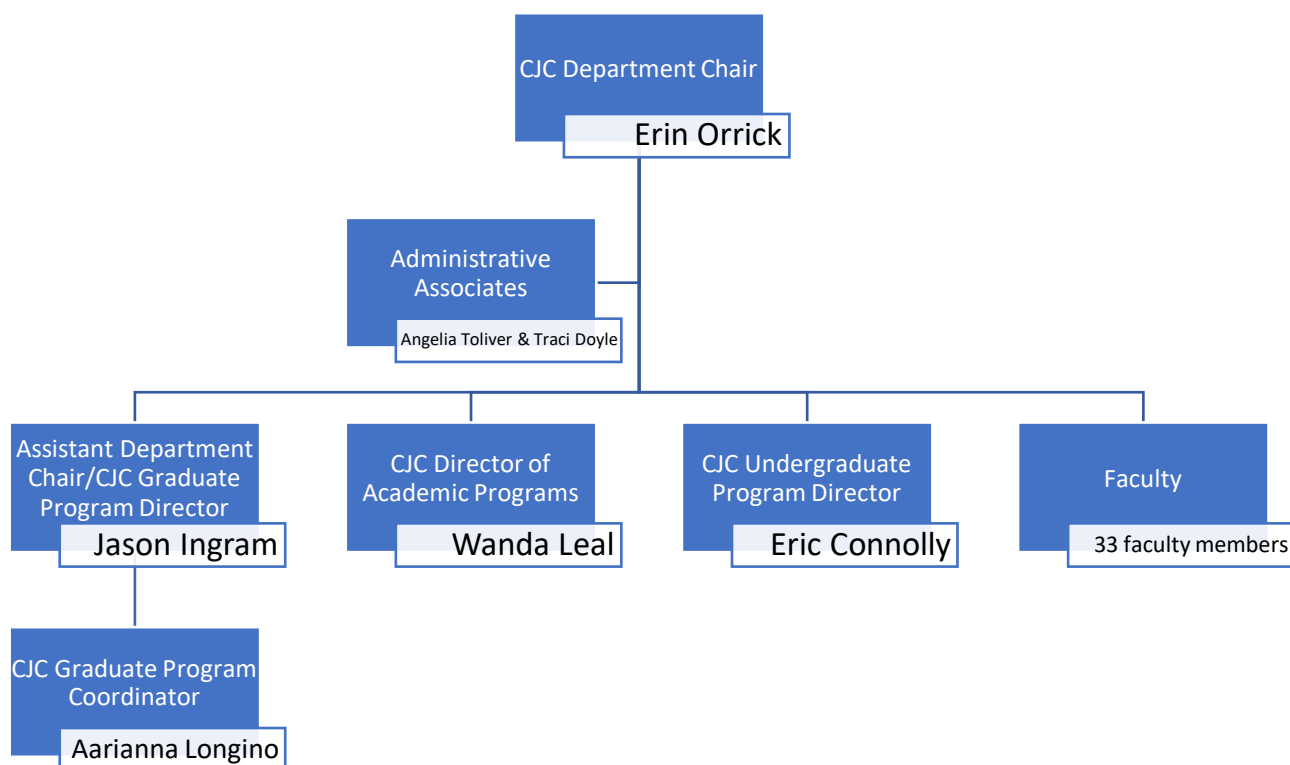 CJC Department Chair
Erin Orrick
Administrative
Associates
Angelia Toliver & Traci Doyle
Assistant Department
Chair/CJC Graduate
Program Director
Jason Ingram
CJC Director of
Academic Programs
Wanda Leal
CJC Undergraduate
Program Director
Eric Connolly
Faculty
33 faculty members
CJC Graduate Program
Coordinator
Aarianna Longino